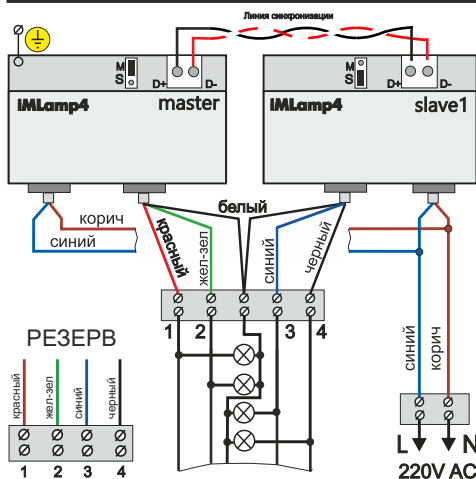 Линия синхронизации
M
S
D+ D-
iMLamp4 master
M
S
D+ D-
iMLamp4 slave1
корич
синий
красный
жел-зел
белый
синий
черный
1 2 3 4
РЕЗЕРВ
красный
жел-зел
синий
черный
1 2 3 4
синий
корич
L N
220V AC